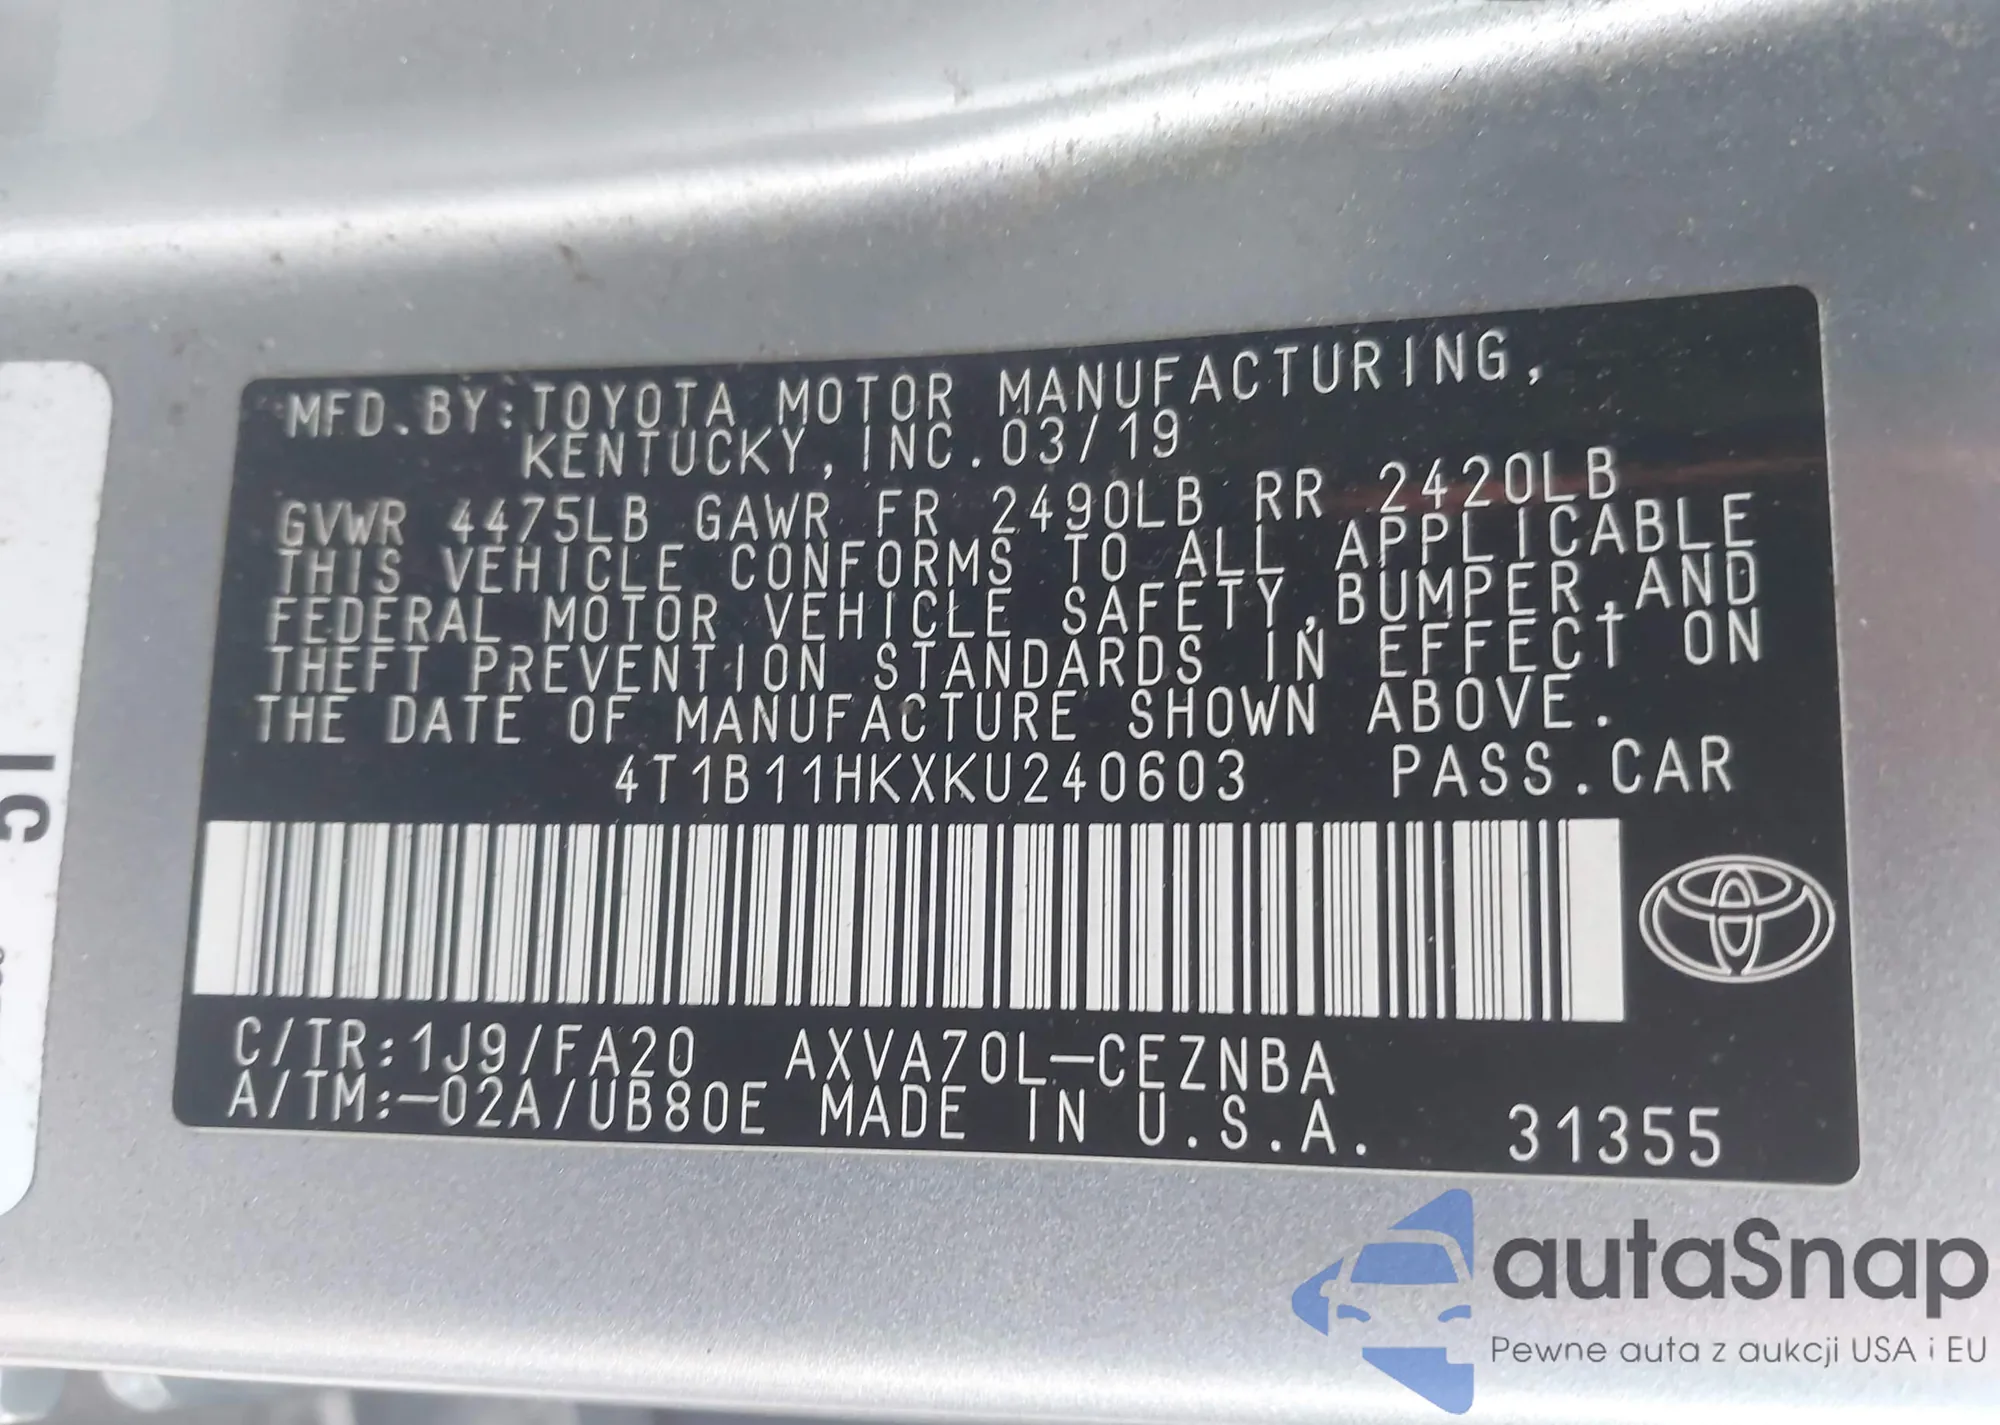 MFD.BY:TOYOTA MOTOR MANUFACTURING,
KENTUCKY,INC.03/19
GVWR 4475LB GAWR FR 2490LB RR 2420LB
THIS VEHICLE CONFORMS TO ALL APPLICABLE
FEDERAL MOTOR VEHICLE SAFETY,BUMPER,AND
THEFT PREVENTION STANDARDS IN EFFECT ON
THE DATE OF MANUFACTURE SHOWN ABOVE.
4T1B11HKXKU240603 PASS.CAR
C/TR:1J9/FA20 AXVA70L-CEZNBA
A/TM:-02A/UB80E MADE IN U.S.A. 31355
autaSnap
Pewne auta z aukcji USA i EU